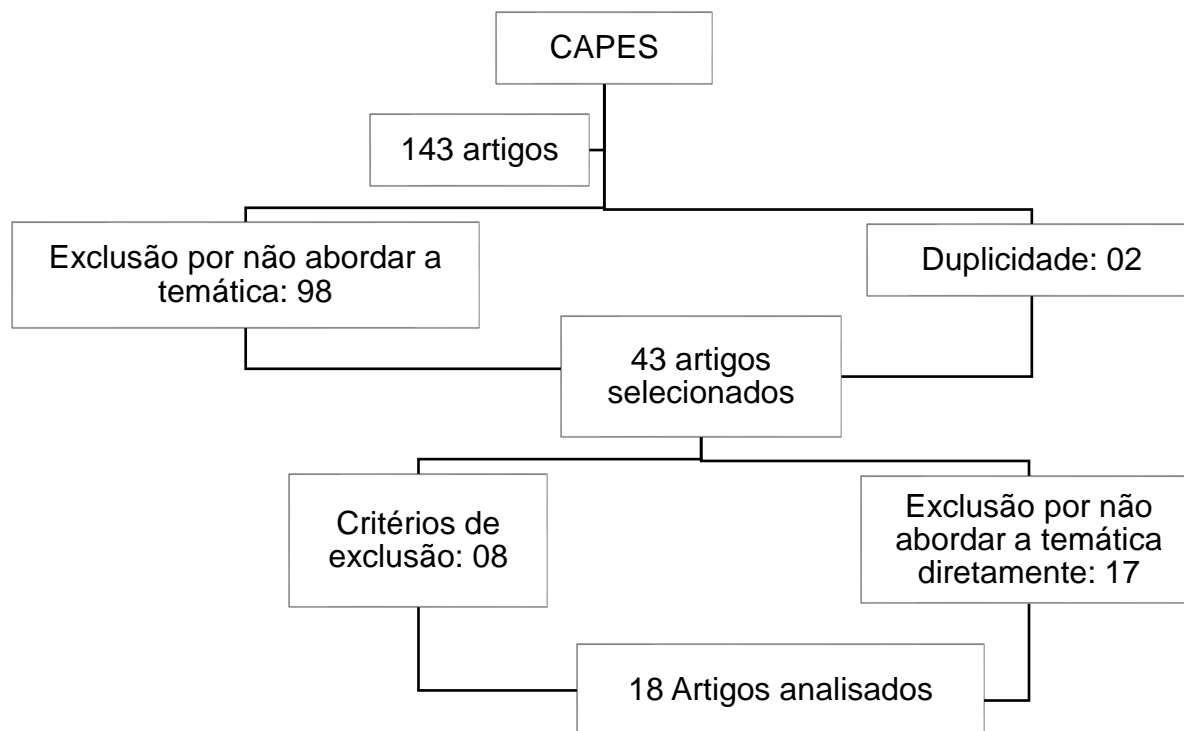 CAPES
143 artigos
Exclusão por não abordar a
temática: 98
Duplicidade: 02
43 artigos
selecionados
Critérios de
exclusão: 08
Exclusão por não
abordar a temática
diretamente: 17
18 Artigos analisados